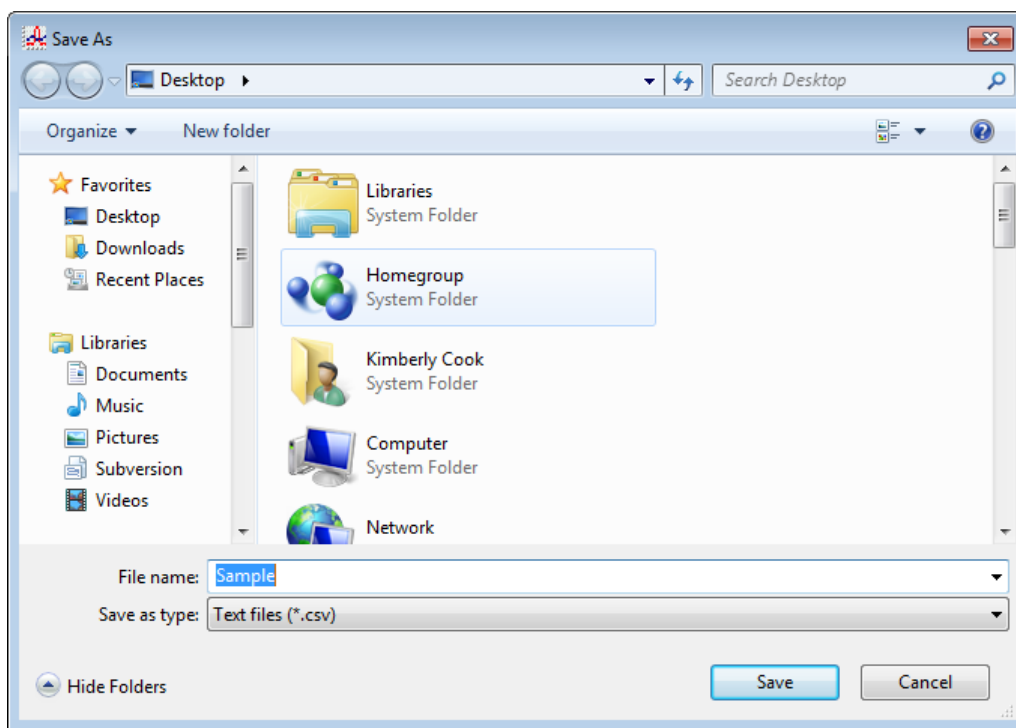 Save As
Desktop
Search Desktop
Organize
New folder
Favorites
Desktop
Downloads
Recent Places
Libraries
Documents
Music
Pictures
Subversion
Videos
Libraries
System Folder
Homegroup
System Folder
Kimberly Cook
System Folder
Computer
System Folder
Network
File name: Sample
Save as type: Text files (*.csv)
Hide Folders
Save
Cancel